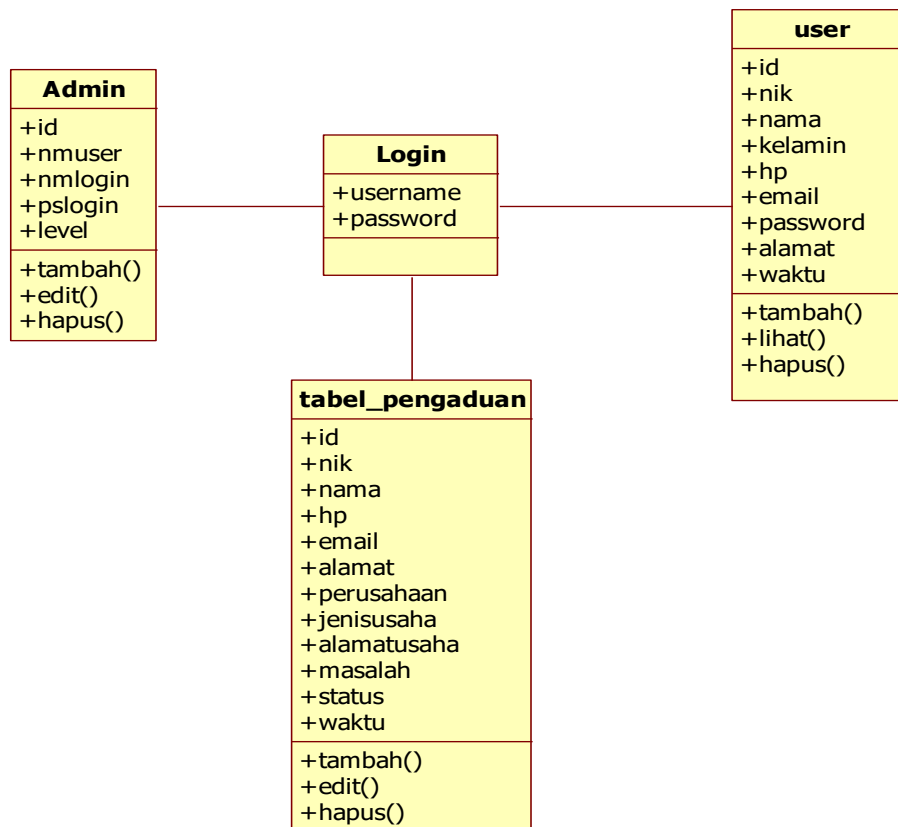 Admin
+id
+nmuser
+nmlogin
+pslogin
+level
+tambah()
+edit()
+hapus()
Login
+username
+password
user
+id
+nik
+nama
+kelamin
+hp
+email
+password
+alamat
+waktu
+tambah()
+lihat()
+hapus()
tabel_pengaduan
+id
+nik
+nama
+hp
+email
+alamat
+perusahaan
+jenisusaha
+alamatusaha
+masalah
+status
+waktu
+tambah()
+edit()
+hapus()